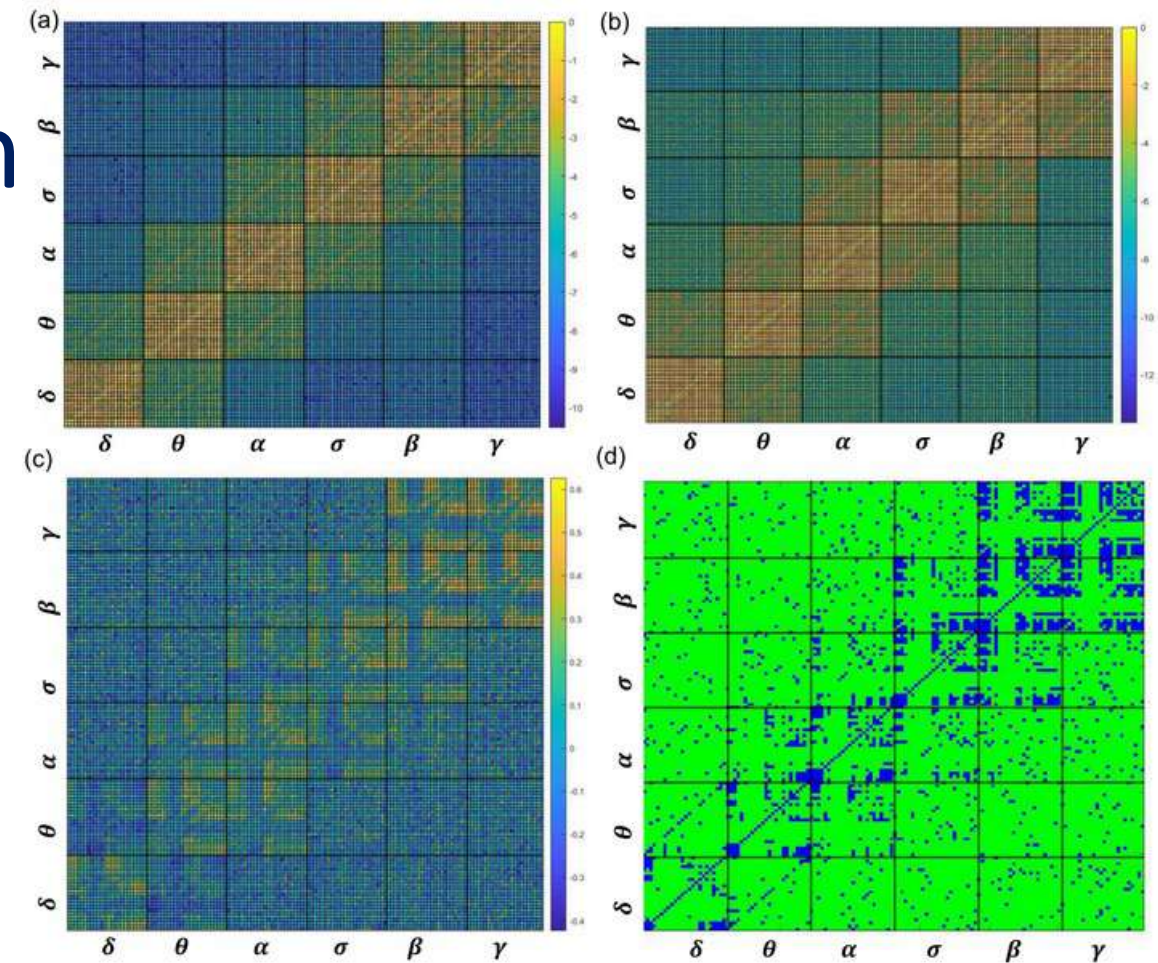 n
(a)
γ
β
σ
α
θ
δ
δ θ α σ β γ
0
-1
-2
-3
-4
-5
-6
-7
-8
-9
-10
(b)
γ
β
σ
α
θ
δ
δ θ α σ β γ
0
-2
-4
-6
-8
-10
-12
(c)
γ
β
σ
α
θ
δ
δ θ α σ β γ
0.6
0.5
0.4
0.3
0.2
0.1
0
-0.1
-0.2
-0.3
-0.4
(d)
γ
β
σ
α
θ
δ
δ θ α σ β γ